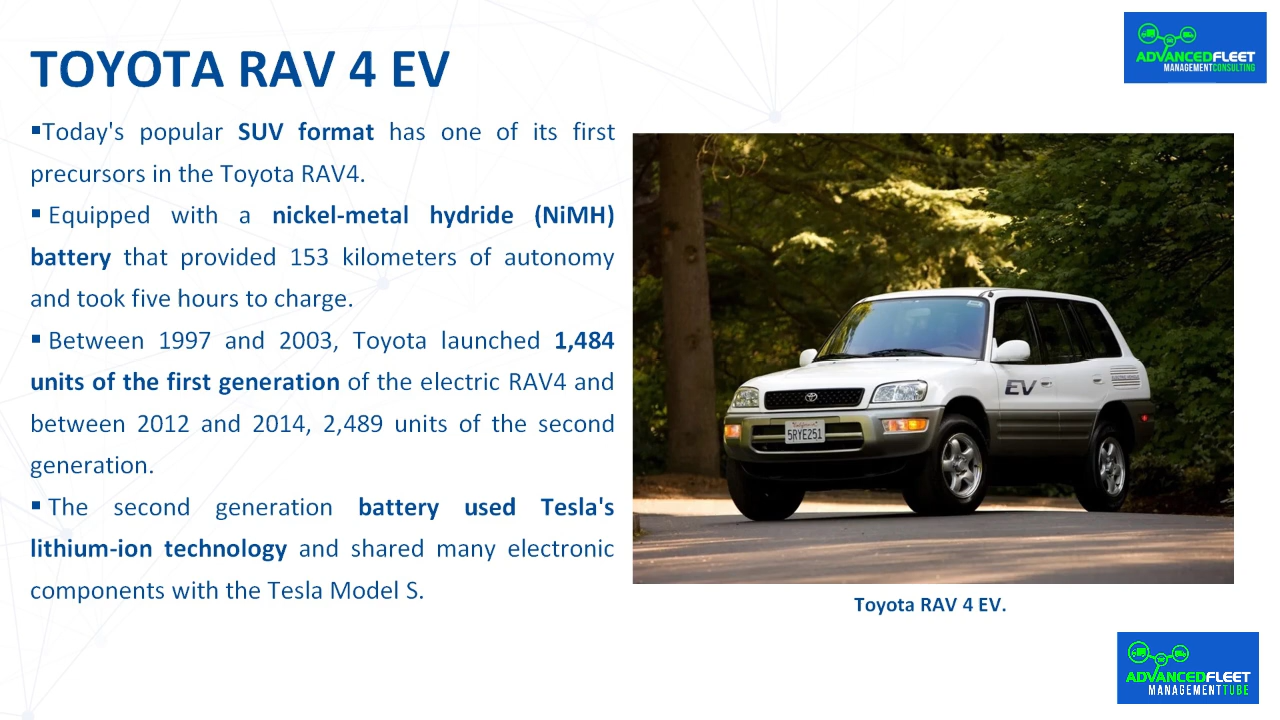 TOYOTA RAV 4 EV
ADVANCEDFLEET
MANAGEMENTCONSULTING
▪Today's popular SUV format has one of its first
precursors in the Toyota RAV4.
▪ Equipped with a nickel-metal hydride (NiMH)
battery that provided 153 kilometers of autonomy
and took five hours to charge.
▪ Between 1997 and 2003, Toyota launched 1,484
units of the first generation of the electric RAV4 and
between 2012 and 2014, 2,489 units of the second
generation.
▪ The second generation battery used Tesla's
lithium-ion technology and shared many electronic
components with the Tesla Model S.
EV
California
5RYE251
Toyota RAV 4 EV.
ADVANCEDFLEET
MANAGEMENTTUBE